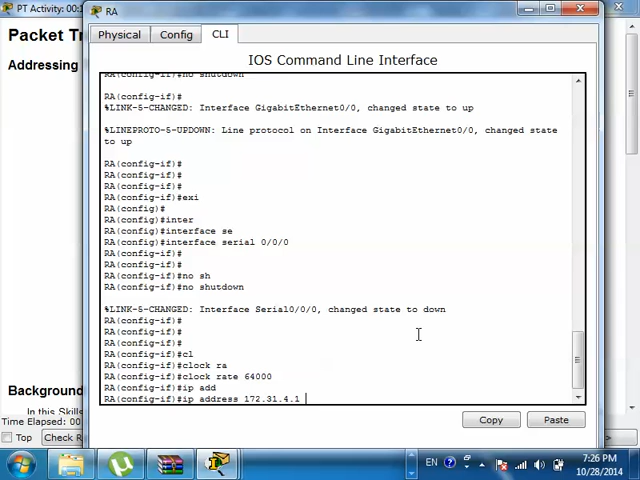 PT Activity: 00:1
RA
Packet Tr
Addressing
Physical
Config
CLI
IOS Command Line Interface
RA(config-if)#no shutdown
RA(config-if)#
%LINK-5-CHANGED: Interface GigabitEthernet0/0, changed state to up
%LINEPROTO-5-UPDOWN: Line protocol on Interface GigabitEthernet0/0, changed state
to up
RA(config-if)#
RA(config-if)#
RA(config-if)#
RA(config-if)#exi
RA(config)#
RA(config)#inter
RA(config)#interface se
RA(config)#interface serial 0/0/0
RA(config-if)#
RA(config-if)#
RA(config-if)#no sh
RA(config-if)#no shutdown
%LINK-5-CHANGED: Interface Serial0/0/0, changed state to down
RA(config-if)#
RA(config-if)#
RA(config-if)#
RA(config-if)#cl
RA(config-if)#clock ra
RA(config-if)#clock rate 64000
RA(config-if)#ip add
RA(config-if)#ip address 172.31.4.1
Copy
Paste
Background
In this Skills
Time Elapsed: 00:
Top
Check R
EN
7:26 PM
10/28/2014